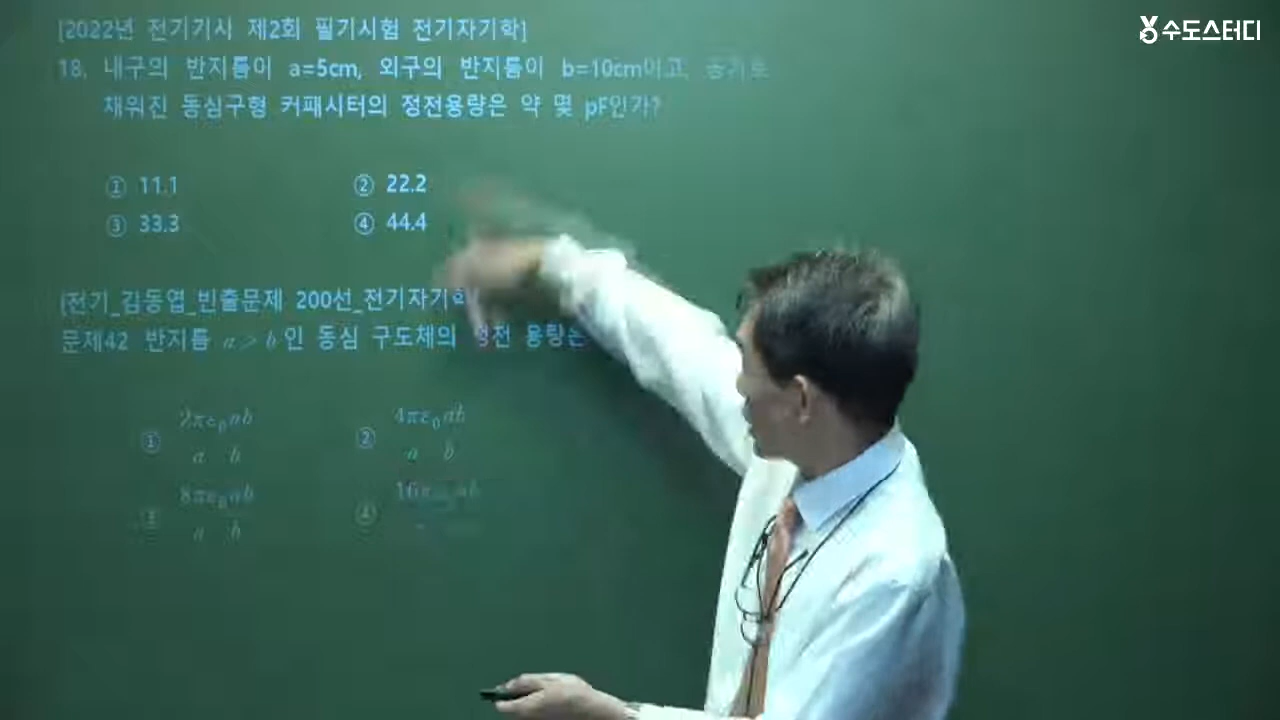 수도스터디
[2022년 전기기사 제2회 필기시험 전기자기학]
18. 내구의 반지름이 a=5cm, 외구의 반지름이 b=10cm이고, 공기로
채워진 동심구형 커패시터의 정전용량은 약 몇 pF인가?
① 11.1 ② 22.2
③ 33.3 ④ 44.4
[전기_김동엽_빈출문제 200선_전기자기학]
문제42 반지름 a > b 인 동심 구도체의 정전 용량은
① 2πε₀ab ② 4πε₀ab
a b a b
③ 8πε₀ab ④ ab
a b